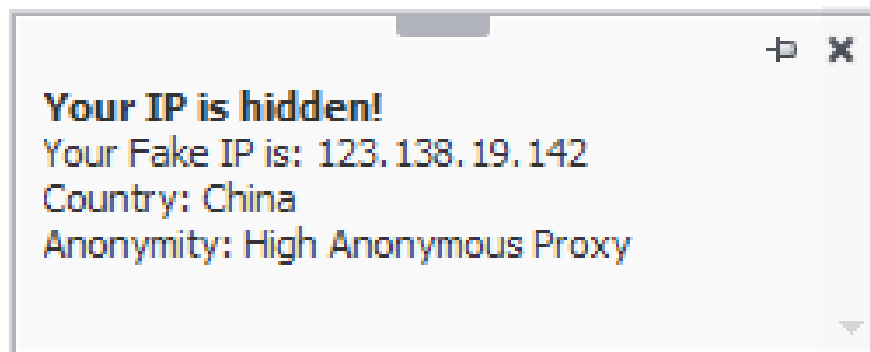 Your IP is hidden!
Your Fake IP is: 123.138.19.142
Country: China
Anonymity: High Anonymous Proxy